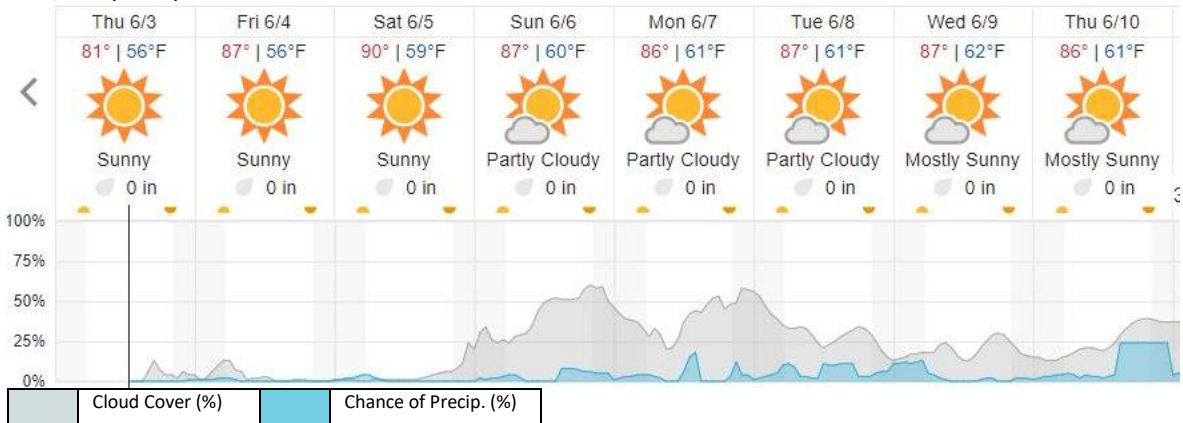 Thu 6/3 Fri 6/4 Sat 6/5 Sun 6/6 Mon 6/7 Tue 6/8 Wed 6/9 Thu 6/10
81° | 56°F 87° | 56°F 90° | 59°F 87° | 60°F 86° | 61°F 87° | 61°F 87° | 62°F 86° | 61°F
Sunny Sunny Sunny Partly Cloudy Partly Cloudy Partly Cloudy Mostly Sunny Mostly Sunny
0 in 0 in 0 in 0 in 0 in 0 in 0 in 0 in
100%
75%
50%
25%
0%
Cloud Cover (%) Chance of Precip. (%)